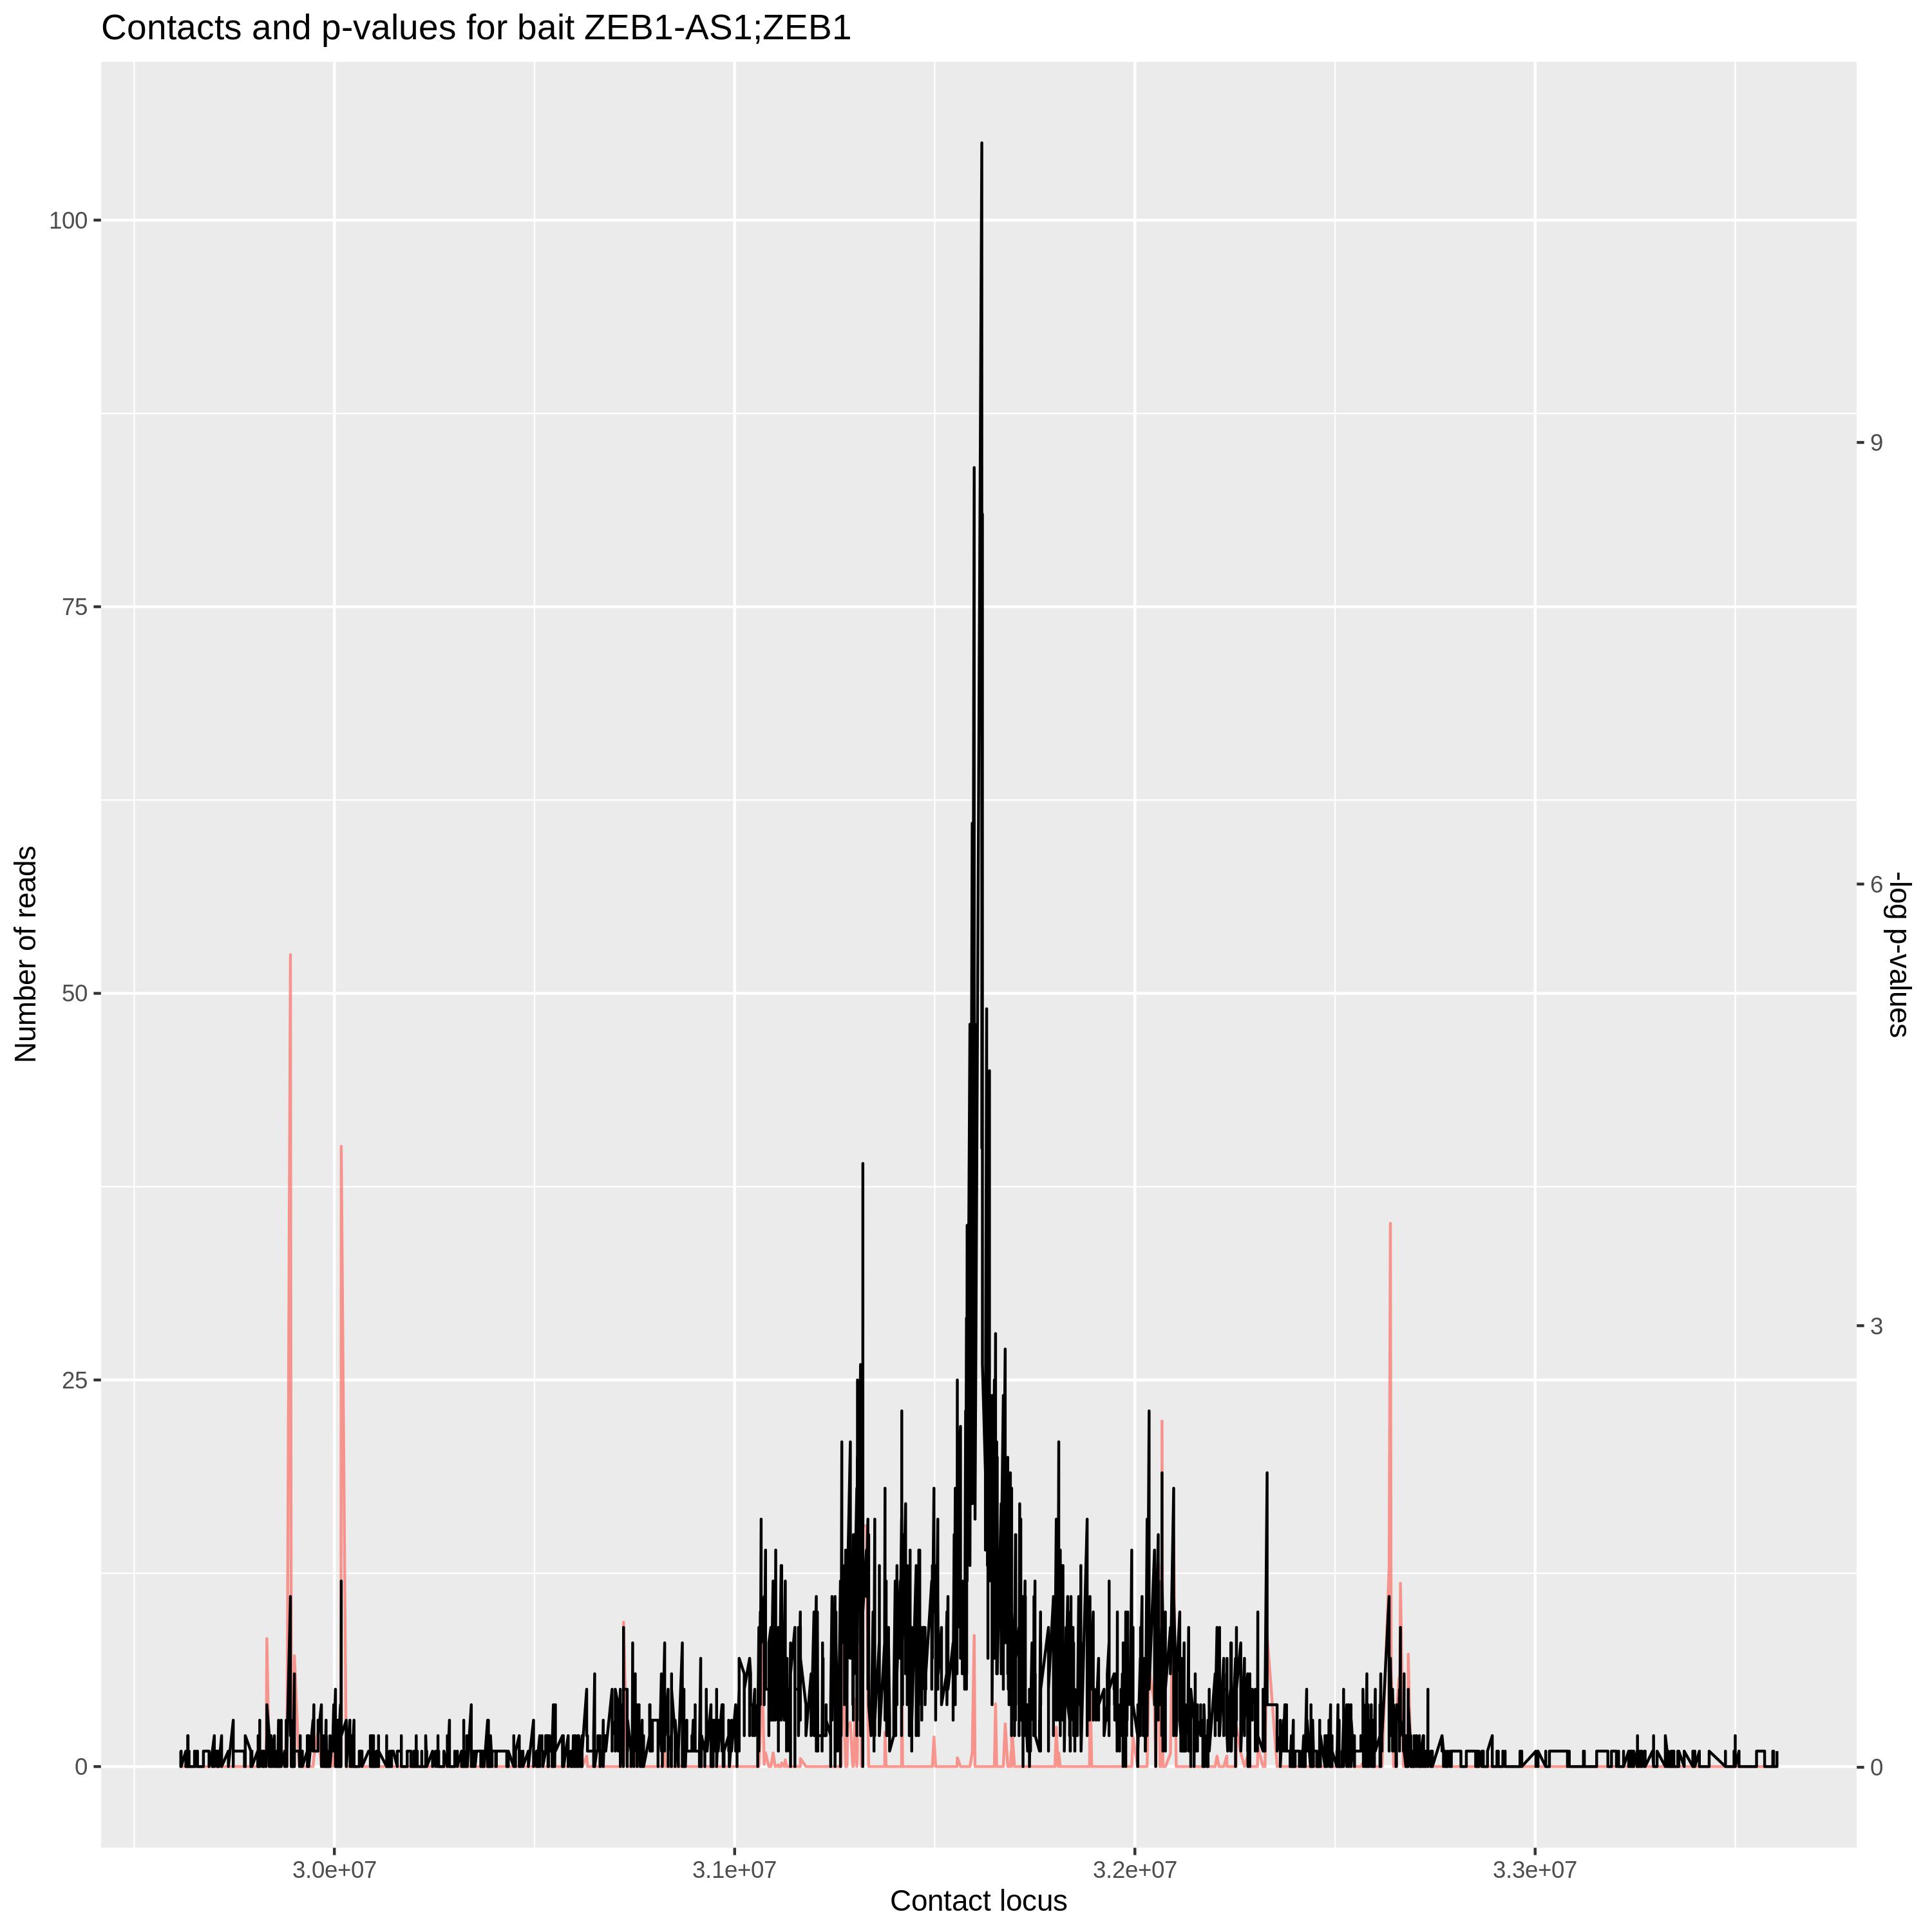 Contacts and p-values for bait ZEB1-AS1;ZEB1
100
75
50
25
0
Number of reads
9
6
3
0
-log p-values
3.0e+07
3.1e+07
3.2e+07
3.3e+07
Contact locus